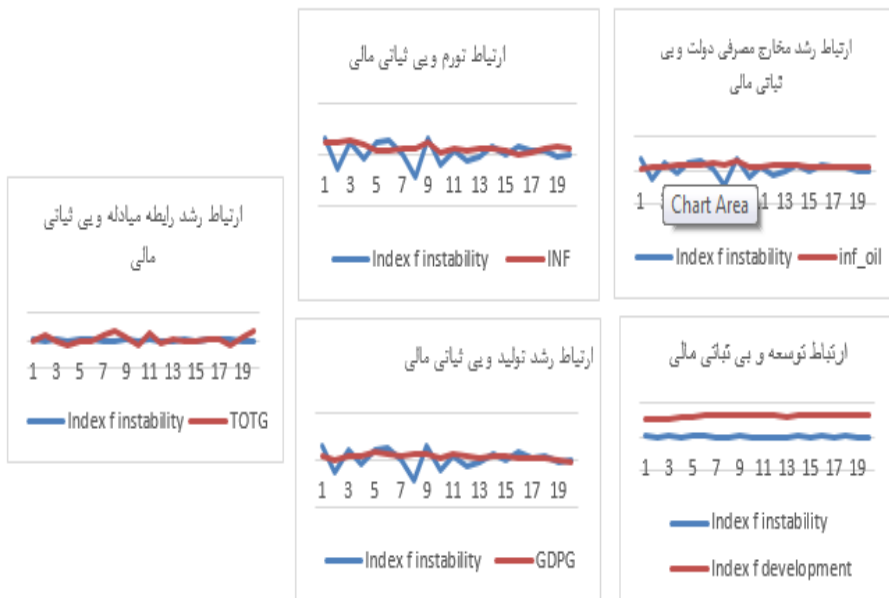 ارتباط تورم و بی ثباتی مالی
1 3 5 7 9 11 13 15 17 19
Index f instability INF
ارتباط رشد مخارج مصرفی دولت و بی
ثباتی مالی
1 11 13 15 17 19
Chart Area
Index f instability inf_oil
ارتباط رشد رابطه مبادله و بی ثباتی
مالی
1 3 5 7 9 11 13 15 17 19
Index f instability TOTG
ارتباط رشد تولید و بی ثباتی مالی
1 3 5 7 9 11 13 15 17 19
Index f instability GDPG
ارتباط توسعه و بی ثباتی مالی
1 3 5 7 9 11 13 15 17 19
Index f instability
Index f development